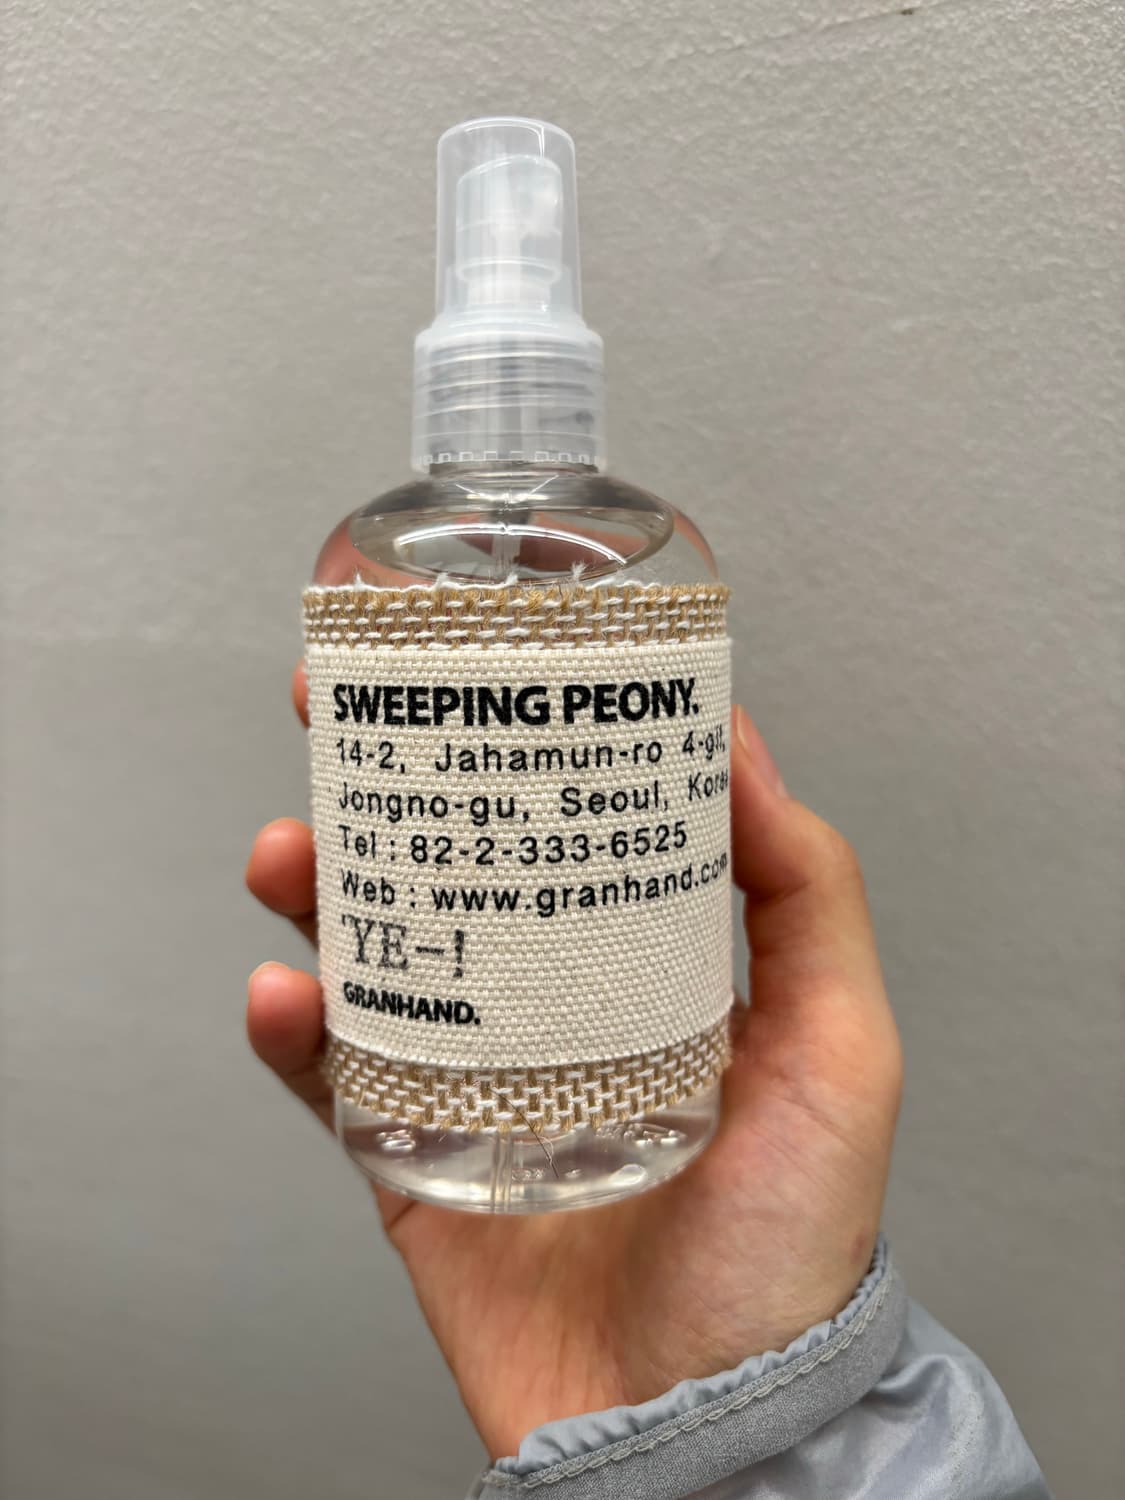 SWEEPING PEONY.
14-2, Jahamun-ro 4-gil,
Jongno-gu, Seoul, Korea
Tel : 82-2-333-6525
Web : www.granhand.com
"YE-!
GRANHAND.